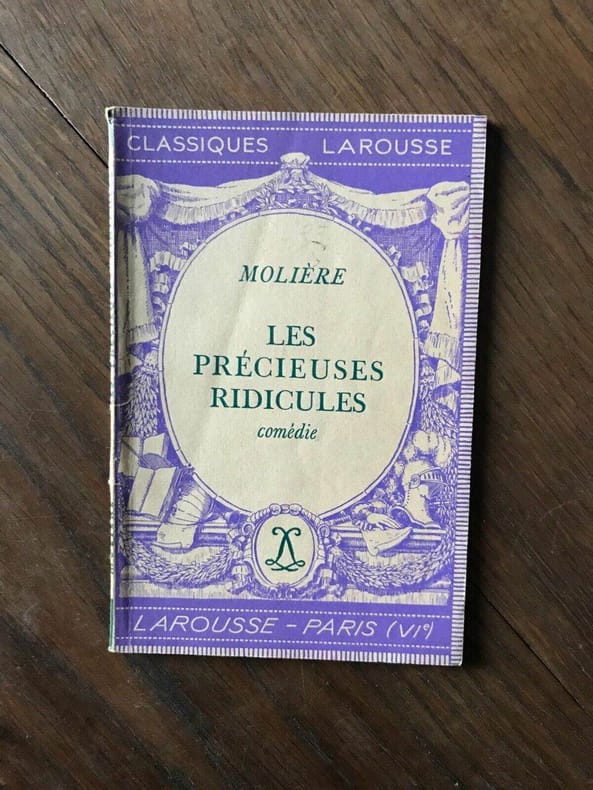 CLASSIQUES LAROUSSE
MOLIÈRE
LES
PRÉCIEUSES
RIDICULES
comédie
LAROUSSE - PARIS (VIe)